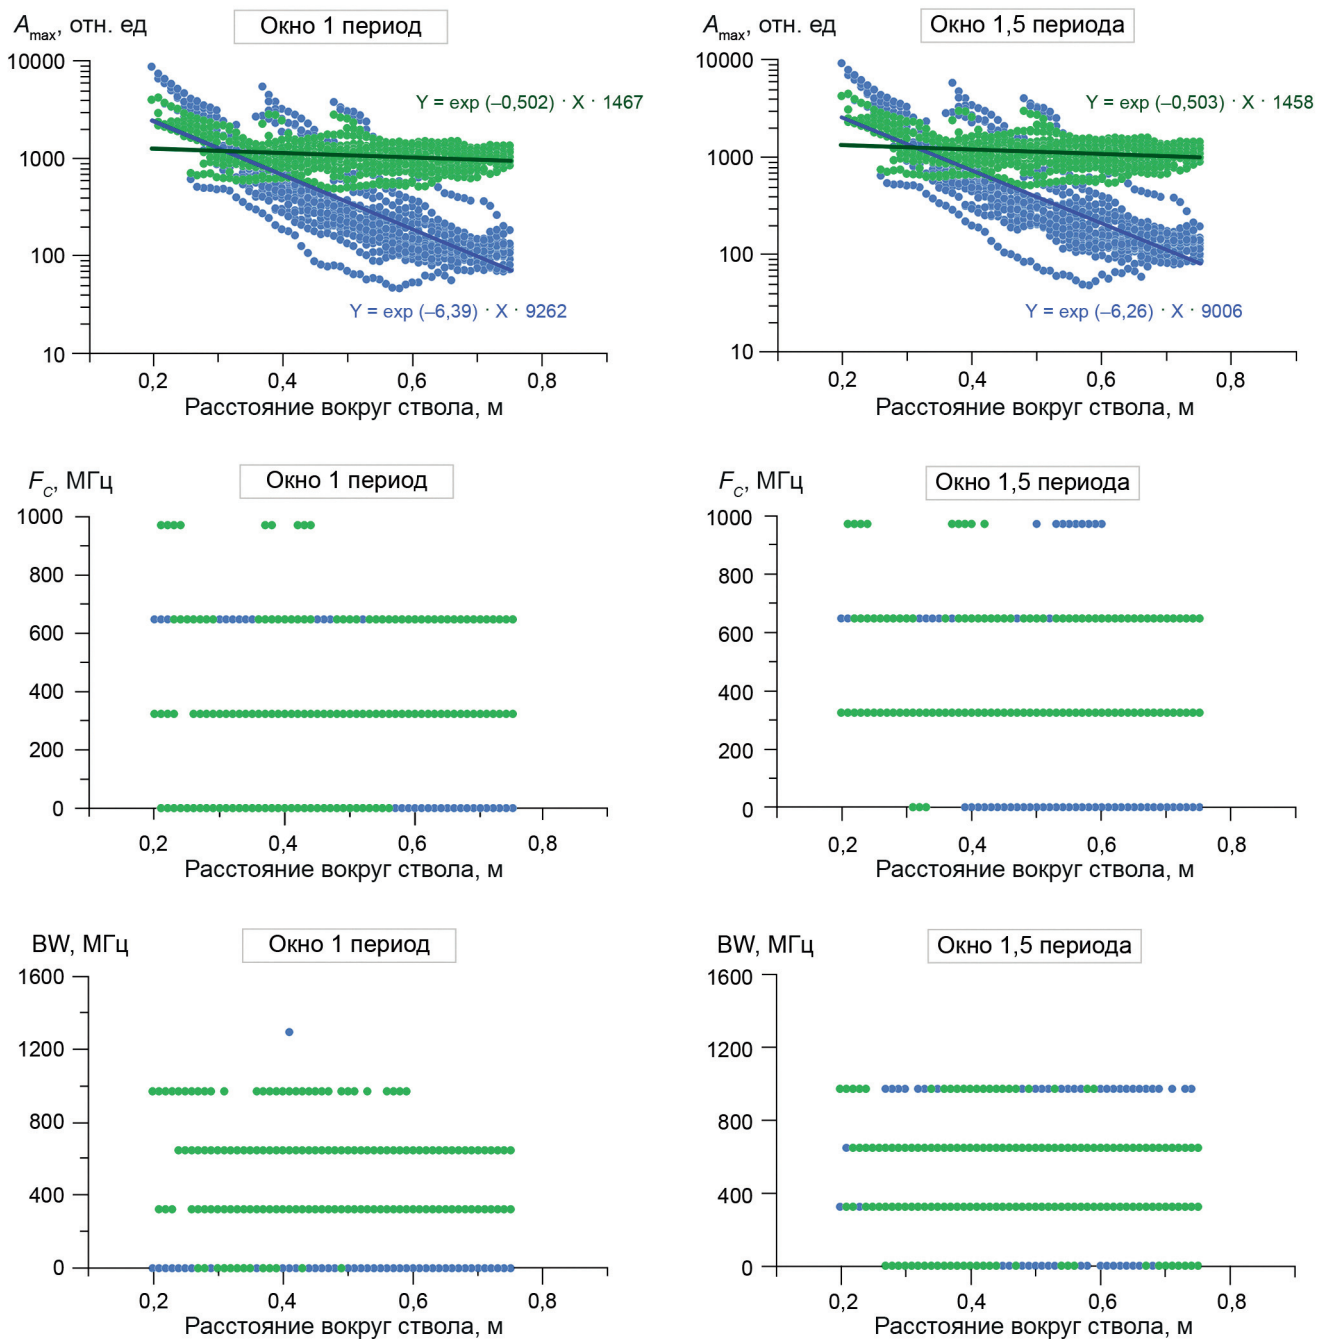 A_max, отн. ед
Окно 1 период
10000
1000
100
10
Y = exp (–0,502) · X · 1467
Y = exp (–6,39) · X · 9262
0,2 0,4 0,6 0,8
Расстояние вокруг ствола, м
A_max, отн. ед
Окно 1,5 периода
10000
1000
100
10
Y = exp (–0,503) · X · 1458
Y = exp (–6,26) · X · 9006
0,2 0,4 0,6 0,8
Расстояние вокруг ствола, м
F_C, МГц
Окно 1 период
1000
800
600
400
200
0
0,2 0,4 0,6 0,8
Расстояние вокруг ствола, м
F_C, МГц
Окно 1,5 периода
1000
800
600
400
200
0
0,2 0,4 0,6 0,8
Расстояние вокруг ствола, м
BW, МГц
Окно 1 период
1600
1200
800
400
0
0,2 0,4 0,6 0,8
Расстояние вокруг ствола, м
BW, МГц
Окно 1,5 периода
1600
1200
800
400
0
0,2 0,4 0,6 0,8
Расстояние вокруг ствола, м